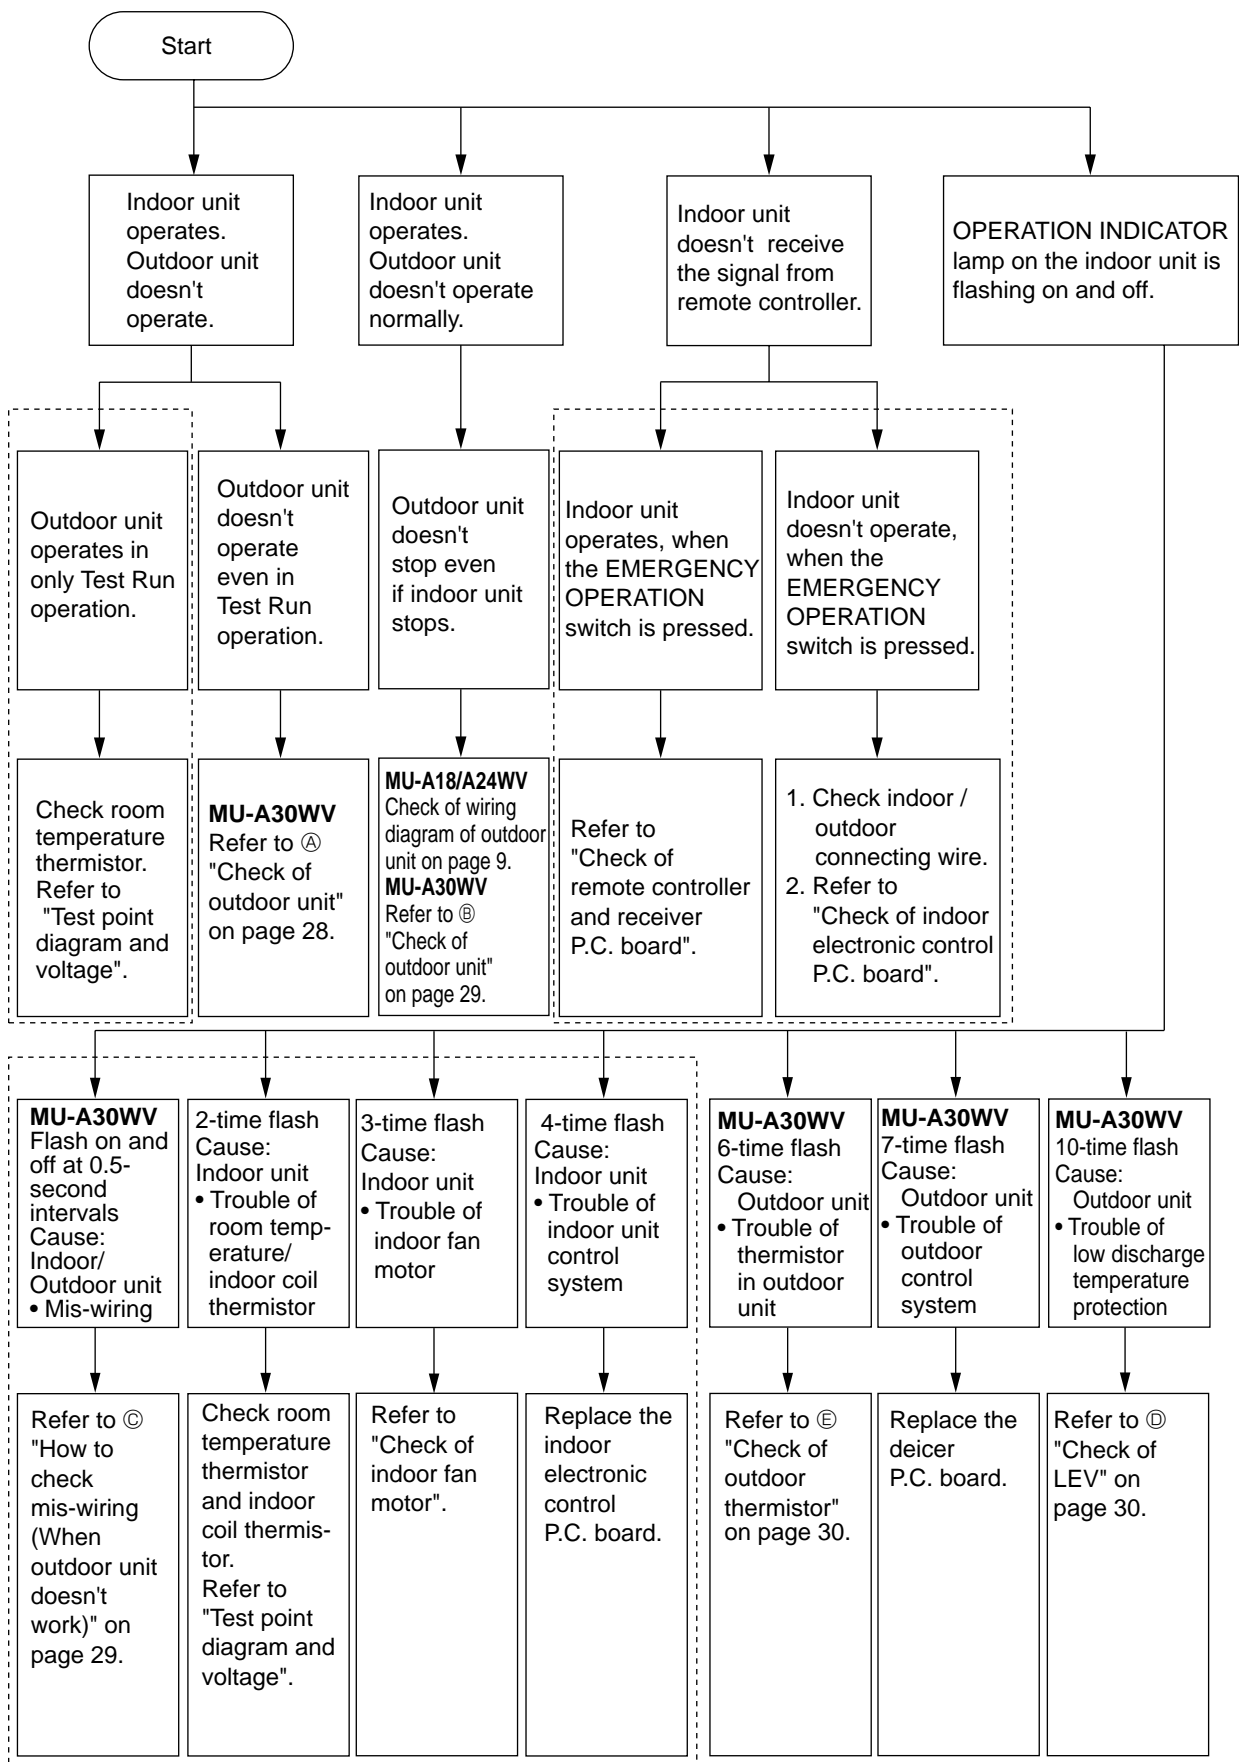 Start
Indoor unit
operates.
Outdoor unit
doesn't
operate.
Indoor unit
operates.
Outdoor unit
doesn't operate
normally.
Indoor unit
doesn't receive
the signal from
remote controller.
OPERATION INDICATOR
lamp on the indoor unit is
flashing on and off.
Outdoor unit
operates in
only Test Run
operation.
Outdoor unit
doesn't
operate
even in
Test Run
operation.
Outdoor unit
doesn't
stop even
if indoor unit
stops.
Indoor unit
operates, when
the EMERGENCY
OPERATION
switch is pressed.
Indoor unit
doesn't operate,
when the
EMERGENCY
OPERATION
switch is pressed.
Check room
temperature
thermistor.
Refer to
"Test point
diagram and
voltage".
MU-A30WV
Refer to Ⓐ
"Check of
outdoor unit"
on page 28.
MU-A18/A24WV
Check of wiring
diagram of outdoor
unit on page 9.
MU-A30WV
Refer to Ⓑ
"Check of
outdoor unit"
on page 29.
Refer to
"Check of
remote controller
and receiver
P.C. board".
1. Check indoor /
outdoor
connecting wire.
2. Refer to
"Check of indoor
electronic control
P.C. board".
MU-A30WV
Flash on and
off at 0.5-
second
intervals
Cause:
Indoor/
Outdoor unit
• Mis-wiring
2-time flash
Cause:
Indoor unit
• Trouble of
room temp-
erature/
indoor coil
thermistor
3-time flash
Cause:
Indoor unit
• Trouble of
indoor fan
motor
4-time flash
Cause:
Indoor unit
• Trouble of
indoor unit
control
system
MU-A30WV
6-time flash
Cause:
Outdoor unit
• Trouble of
thermistor
in outdoor
unit
MU-A30WV
7-time flash
Cause:
Outdoor unit
• Trouble of
outdoor
control
system
MU-A30WV
10-time flash
Cause:
Outdoor unit
• Trouble of
low discharge
temperature
protection
Refer to Ⓒ
"How to
check
mis-wiring
(When
outdoor unit
doesn't
work)" on
page 29.
Check room
temperature
thermistor
and indoor
coil thermis-
tor.
Refer to
"Test point
diagram and
voltage".
Refer to
"Check of
indoor fan
motor".
Replace the
indoor
electronic
control
P.C. board.
Refer to Ⓔ
"Check of
outdoor
thermistor"
on page 30.
Replace the
deicer
P.C. board.
Refer to Ⓓ
"Check of
LEV" on
page 30.